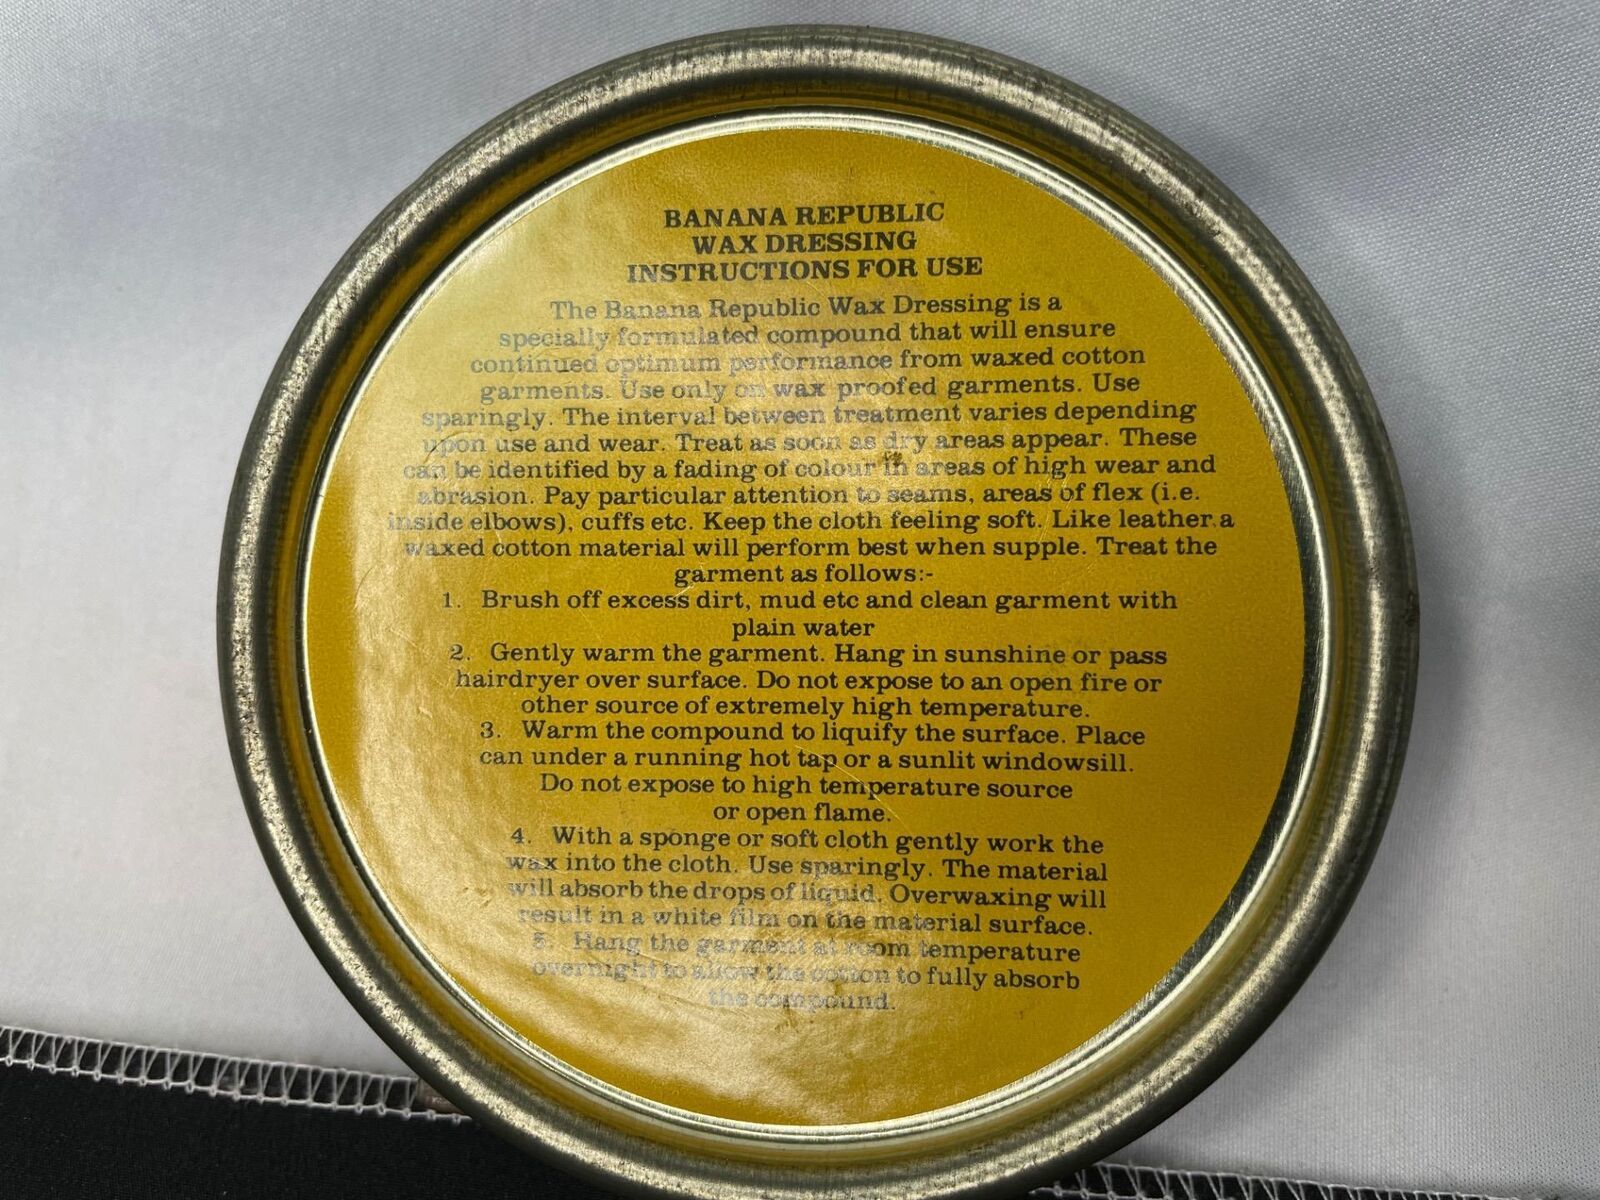 BANANA REPUBLIC
WAX DRESSING
INSTRUCTIONS FOR USE
The Banana Republic Wax Dressing is a
specially formulated compound that will ensure
continued optimum performance from waxed cotton
garments. Use only on wax proofed garments. Use
sparingly. The interval between treatment varies depending
upon use and wear. Treat as soon as dry areas appear. These
can be identified by a fading of colour in areas of high wear and
abrasion. Pay particular attention to seams, areas of flex (i.e.
inside elbows), cuffs etc. Keep the cloth feeling soft. Like leather a
waxed cotton material will perform best when supple. Treat the
garment as follows:-
1. Brush off excess dirt, mud etc and clean garment with
plain water
2. Gently warm the garment. Hang in sunshine or pass
hairdryer over surface. Do not expose to an open fire or
other source of extremely high temperature.
3. Warm the compound to liquify the surface. Place
can under a running hot tap or a sunlit windowsill.
Do not expose to high temperature source
or open flame.
4. With a sponge or soft cloth gently work the
wax into the cloth. Use sparingly. The material
will absorb the drops of liquid. Overwaxing will
result in a white film on the material surface.
5. Hang the garment at room temperature
overnight to allow the cotton to fully absorb
the compound.